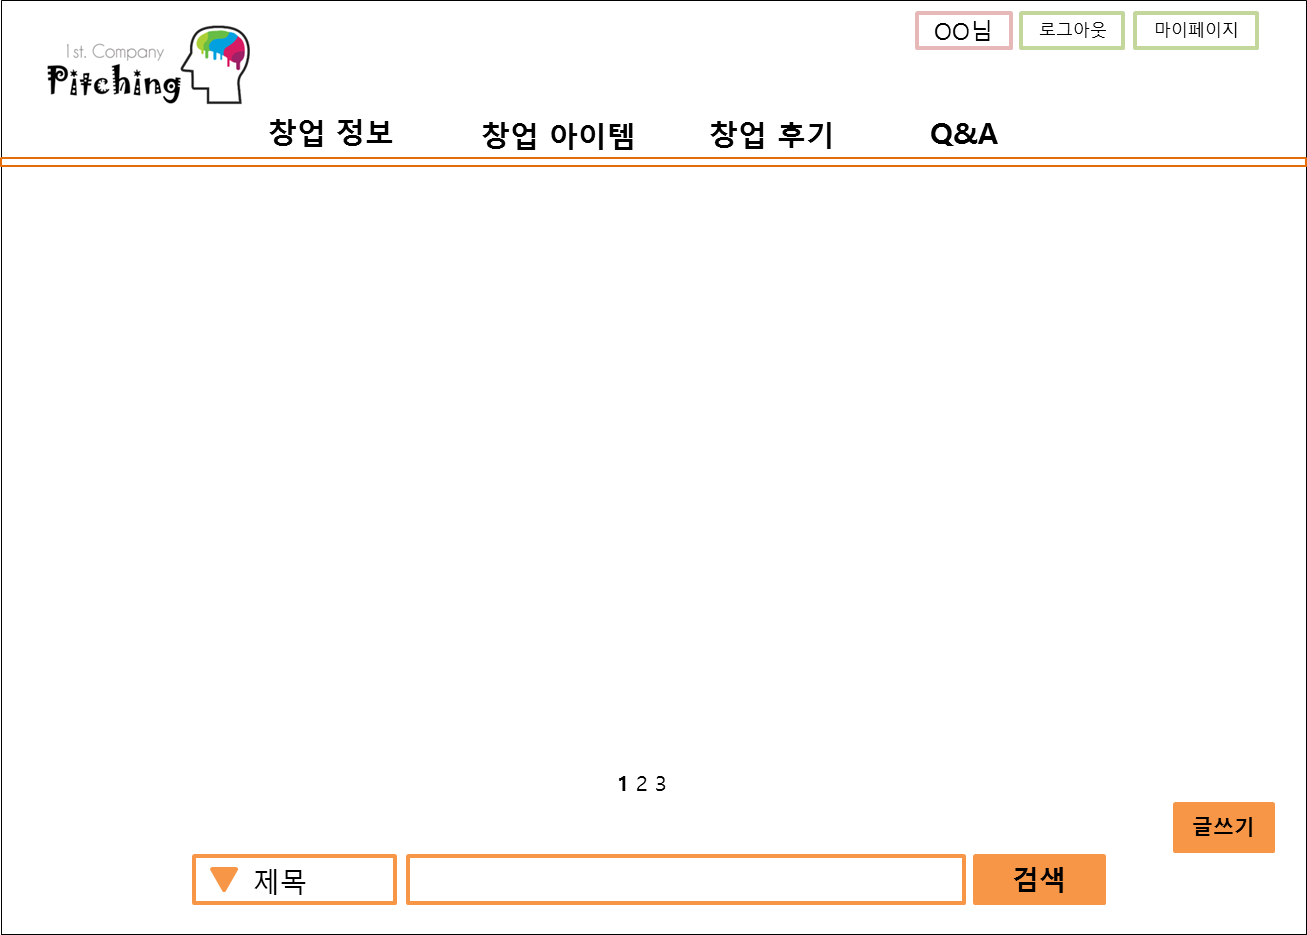 OO님 로그아웃 마이페이지
1st. Company
Pitching
창업 정보 창업 아이템 창업 후기 Q&A
1 2 3
글쓰기
제목 검색